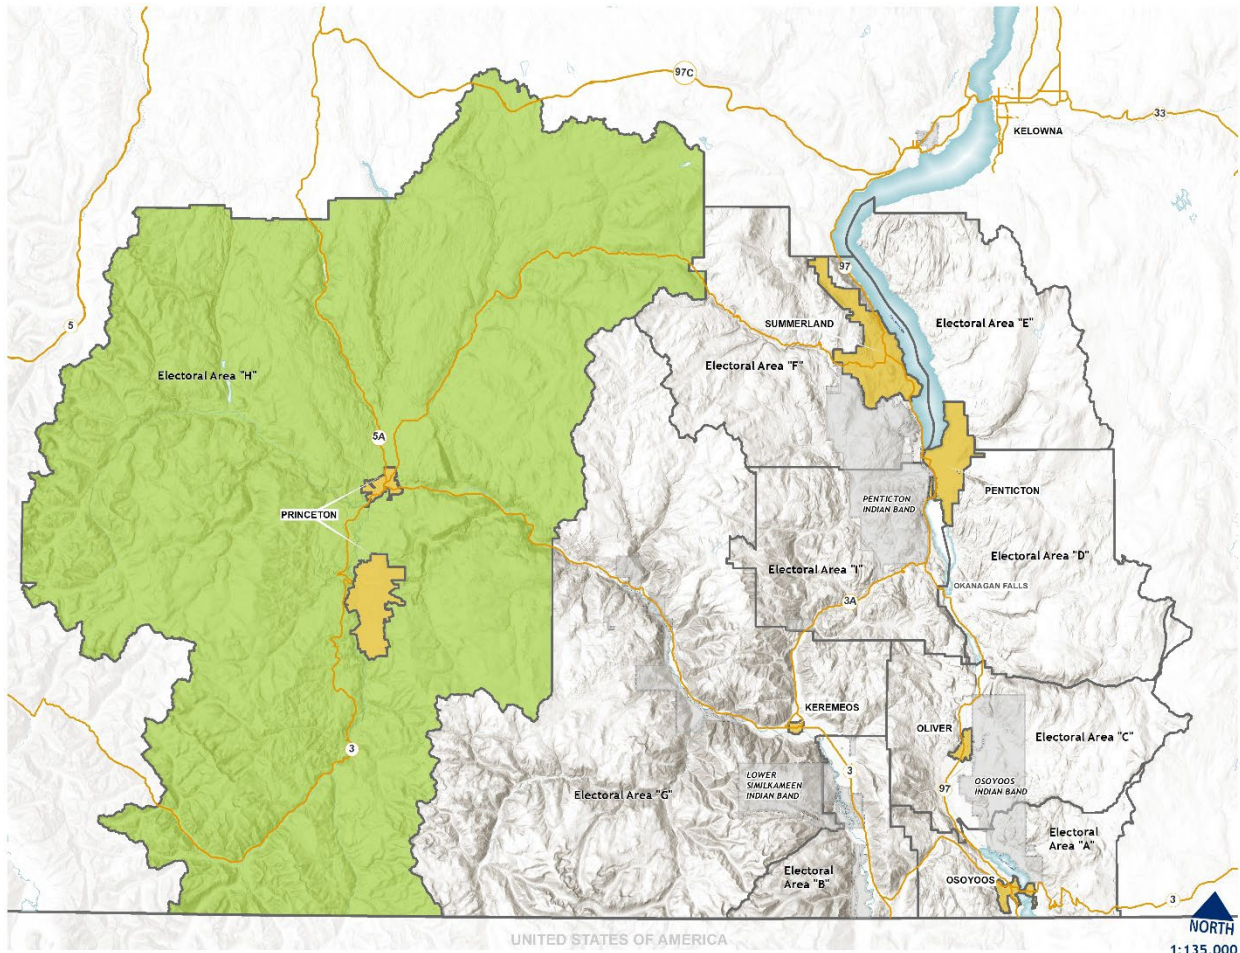 97C
33
KELOWNA
97
5
SUMMERLAND
Electoral Area "E"
Electoral Area "F"
Electoral Area "H"
5A
PRINCETON
PENTICTON
INDIAN BAND
PENTICTON
Electoral Area "I"
Electoral Area "D"
OKANAGAN FALLS
3A
KEREMEOS
OLIVER
Electoral Area "C"
3
3
LOWER
SIMILKAMEEN
INDIAN BAND
OSOYOOS
INDIAN BAND
97
Electoral Area "G"
Electoral
Area "A"
Electoral
Area "B"
OSOYOOS
3
NORTH
UNITED STATES OF AMERICA
1:135,000